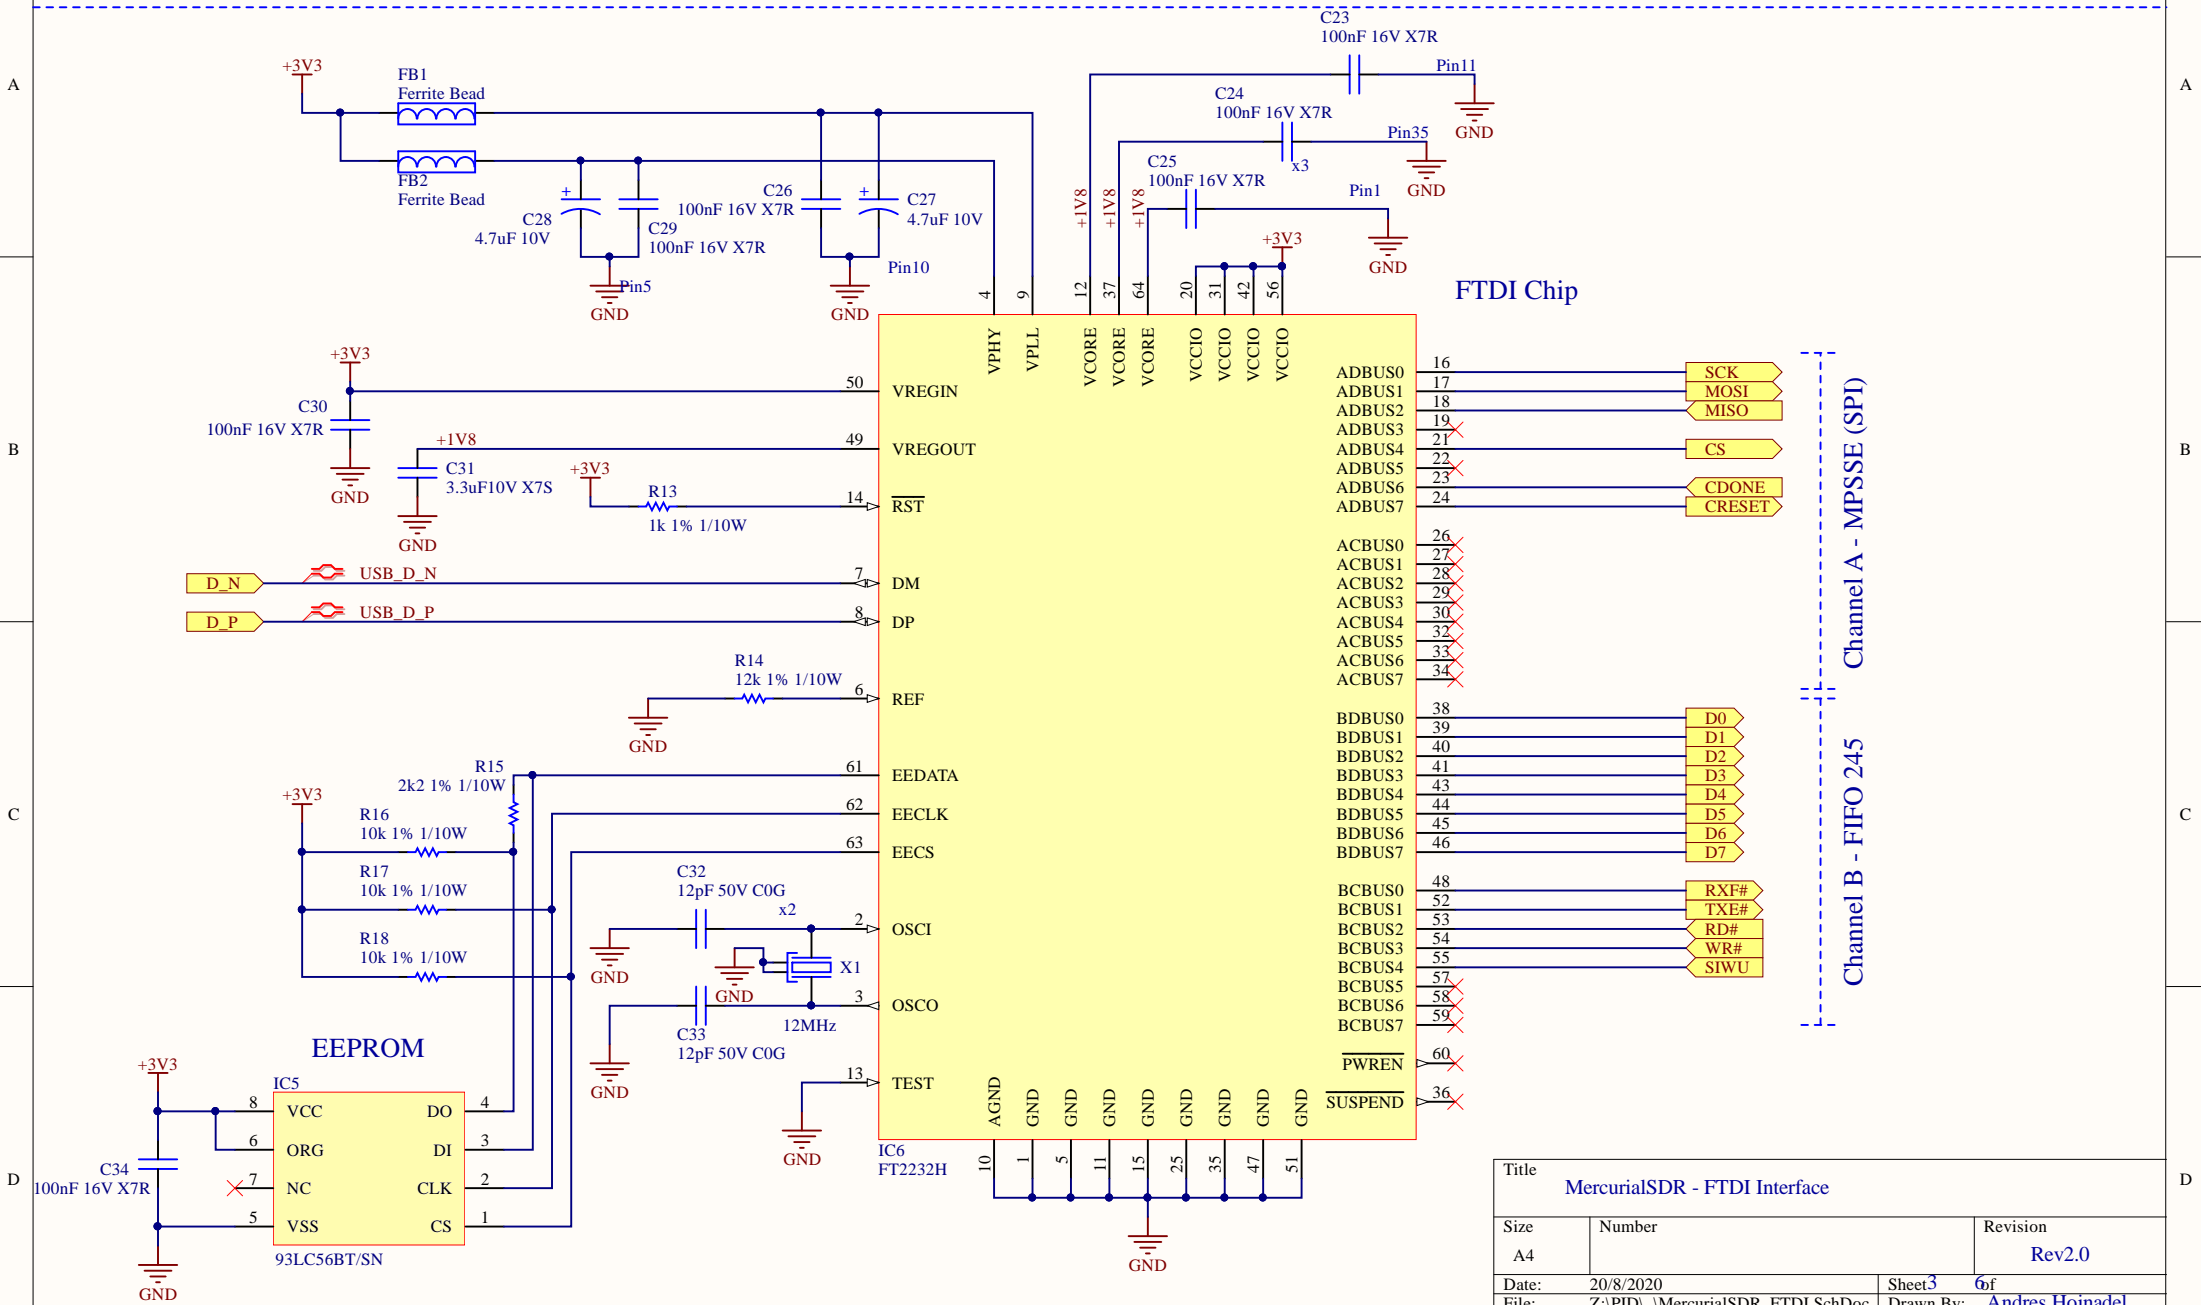 A
A
B
B
C
C
D
D
+3V3
FB1
Ferrite Bead
FB2
Ferrite Bead
C28
4.7uF 10V
+
C29
100nF 16V X7R
Pin5
GND
C26
100nF 16V X7R
+
C27
4.7uF 10V
Pin10
GND
C23
100nF 16V X7R
Pin11
GND
C24
100nF 16V X7R
Pin35
x3
GND
C25
100nF 16V X7R
Pin1
GND
+1V8
+1V8
+1V8
+3V3
FTDI Chip
4
9
12
37
64
20
31
42
56
VPHY
VPLL
VCORE
VCORE
VCORE
VCCIO
VCCIO
VCCIO
VCCIO
+3V3
C30
100nF 16V X7R
GND
50
VREGIN
+1V8
C31
3.3uF10V X7S
GND
49
VREGOUT
+3V3
R13
1k 1% 1/10W
14
RST
D_N
USB_D_N
7
DM
D_P
USB_D_P
8
DP
R14
12k 1% 1/10W
GND
6
REF
R15
2k2 1% 1/10W
61
EEDATA
62
EECLK
63
EECS
+3V3
R16
10k 1% 1/10W
R17
10k 1% 1/10W
R18
10k 1% 1/10W
C32
12pF 50V C0G
x2
2
OSCI
GND
GND
X1
3
OSCO
C33
12pF 50V C0G
12MHz
GND
13
TEST
GND
EEPROM
+3V3
IC5
8
VCC
DO
4
6
ORG
DI
3
7
NC
CLK
2
5
VSS
CS
1
93LC56BT/SN
C34
100nF 16V X7R
GND
IC6
FT2232H
AGND
GND
GND
GND
GND
GND
GND
GND
GND
10
1
5
11
15
25
35
47
51
GND
ADBUS0 16 SCK
ADBUS1 17 MOSI
ADBUS2 18 MISO
ADBUS3 19
ADBUS4 21 CS
ADBUS5 22
ADBUS6 23 CDONE
ADBUS7 24 CRESET
ACBUS0 26
ACBUS1 27
ACBUS2 28
ACBUS3 29
ACBUS4 30
ACBUS5 32
ACBUS6 33
ACBUS7 34
BDBUS0 38 D0
BDBUS1 39 D1
BDBUS2 40 D2
BDBUS3 41 D3
BDBUS4 43 D4
BDBUS5 44 D5
BDBUS6 45 D6
BDBUS7 46 D7
BCBUS0 48 RXF#
BCBUS1 52 TXE#
BCBUS2 53 RD#
BCBUS3 54 WR#
BCBUS4 55 SIWU
BCBUS5 57
BCBUS6 58
BCBUS7 59
PWREN 60
SUSPEND 36
Channel A - MPSSE (SPI)
Channel B - FIFO 245
Title
MercurialSDR - FTDI Interface
Size
Number
Revision
A4
Rev2.0
Date:
20/8/2020
Sheet 3 of 6
File:
Z:\PID\..\MercurialSDR_FTDI.SchDoc
Drawn By:
Andres Hojnadel